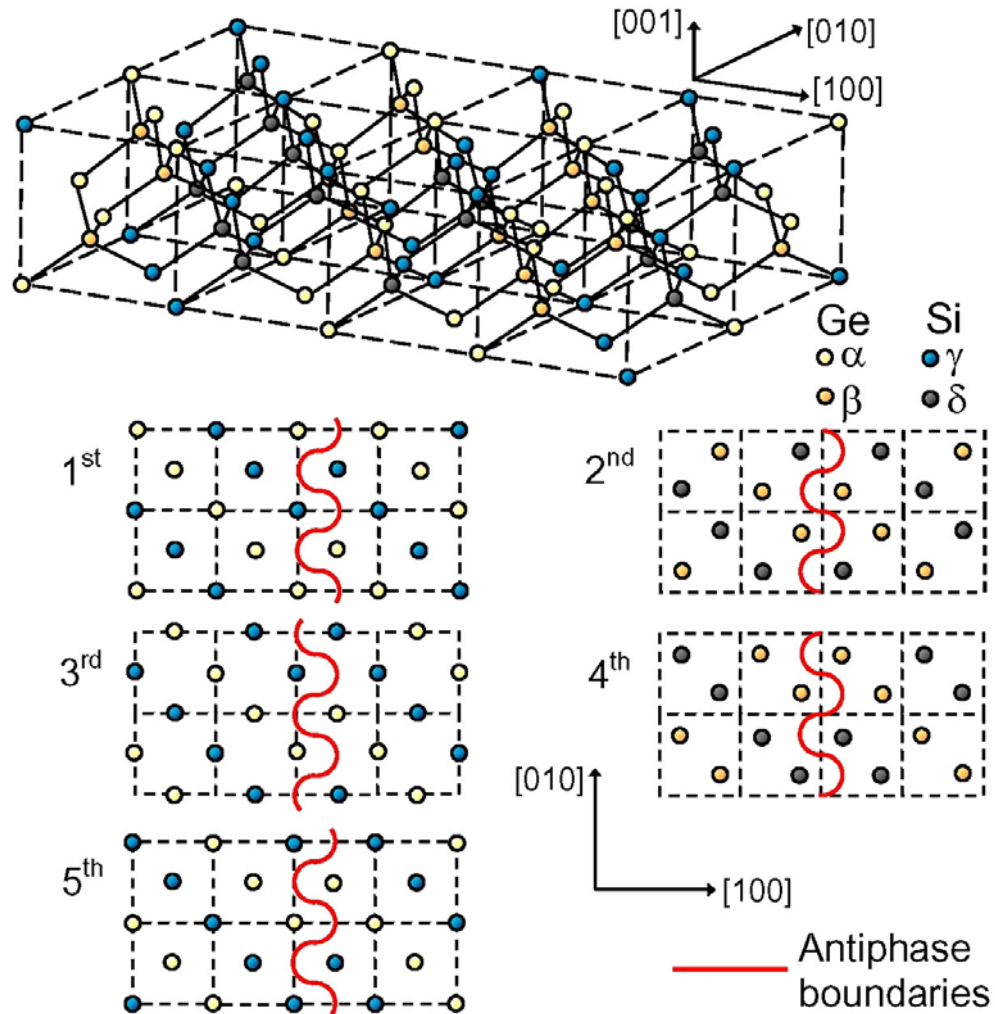 [001]
[010]
[100]
Ge Si
α γ
β δ
1st
2nd
3rd
4th
[010]
5th
[100]
Antiphase
boundaries